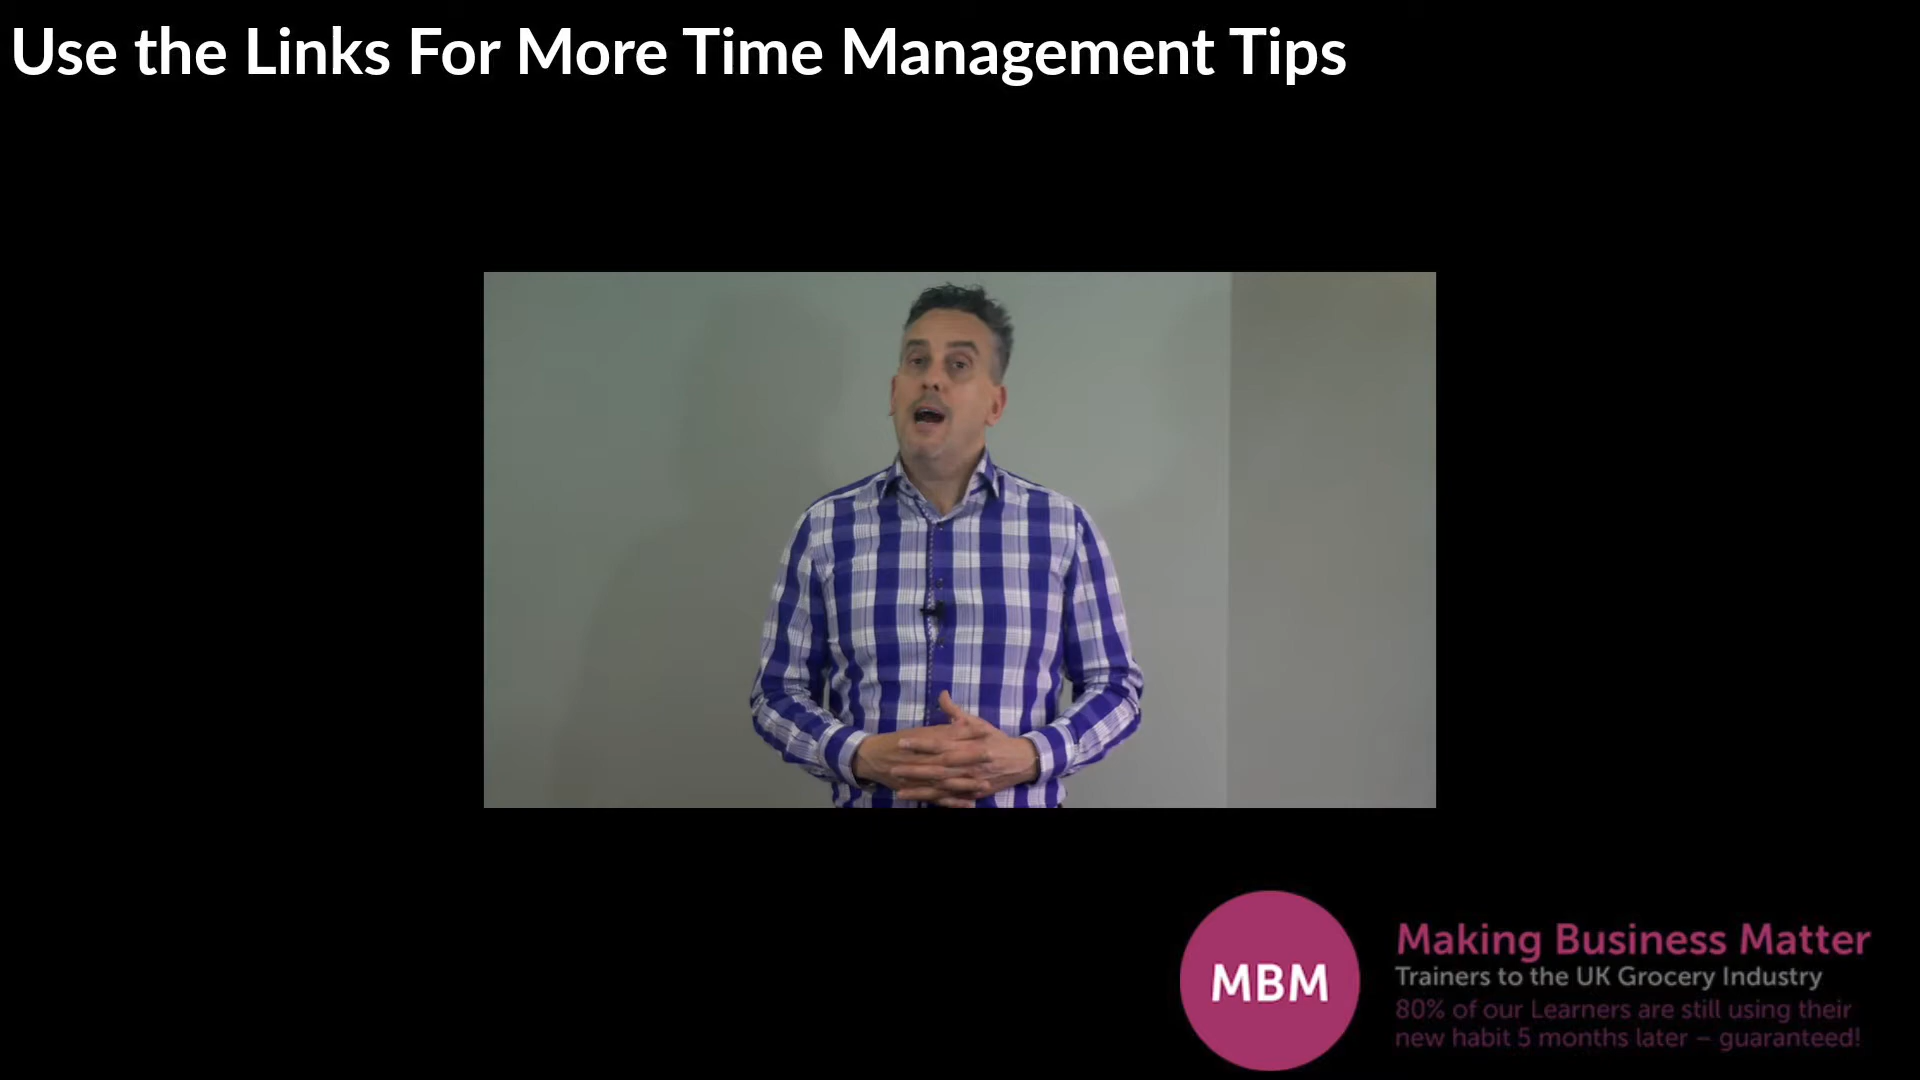 Use the Links For More Time Management Tips
MBM
Making Business Matter
Trainers to the UK Grocery Industry
80% of our Learners are still using their
new habit 5 months later – guaranteed!